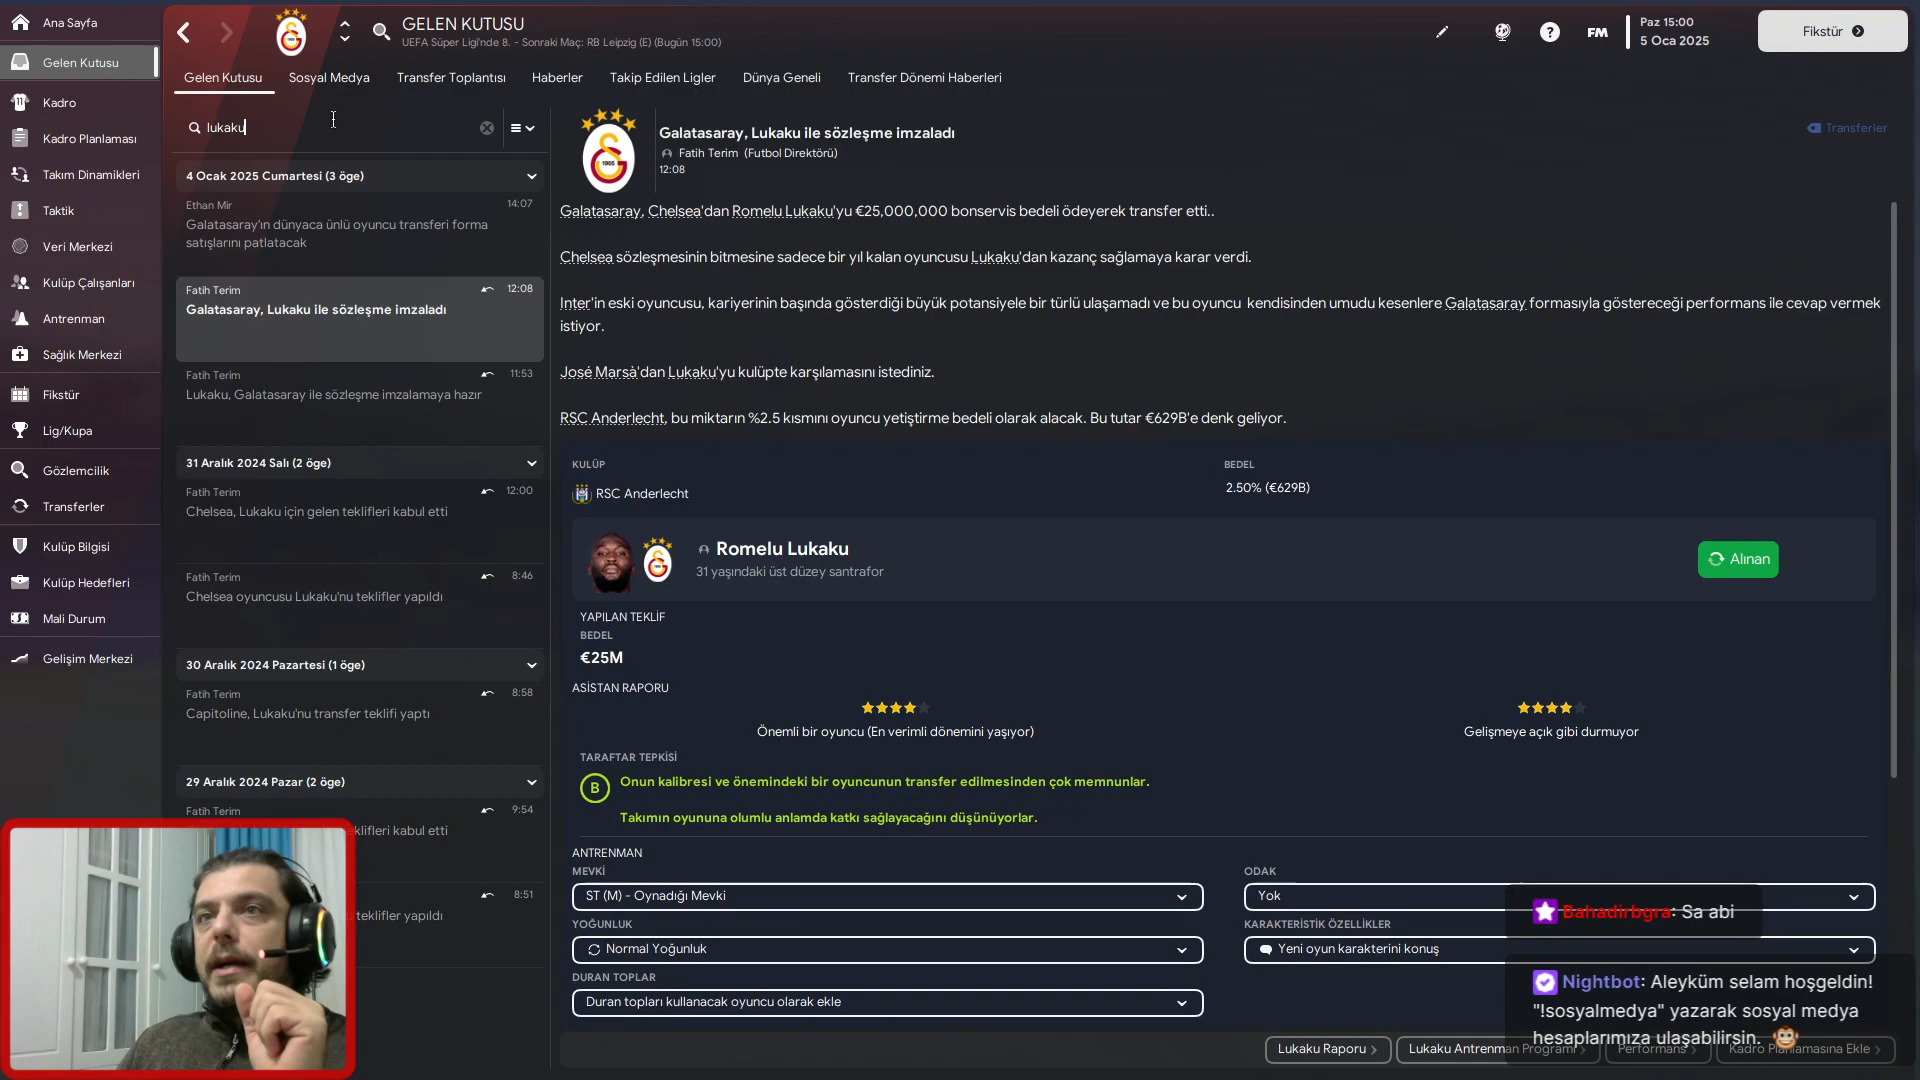 Ana Sayfa
Gelen Kutusu
Kadro
Kadro Planlaması
Takım Dinamikleri
Taktik
Veri Merkezi
Kulüp Çalışanları
Antrenman
Sağlık Merkezi
Fikstür
Lig/Kupa
Gözlemcilik
Transferler
Kulüp Bilgisi
Kulüp Hedefleri
Mali Durum
Gelişim Merkezi
GELEN KUTUSU
UEFA Süper Ligi'nde 8. - Sonraki Maç: RB Leipzig (E) (Bugün 15:00)
FM
Paz 15:00
5 Oca 2025
Fikstür
Gelen Kutusu Sosyal Medya Transfer Toplantısı Haberler Takip Edilen Ligler Dünya Geneli Transfer Dönemi Haberleri
lukaku
4 Ocak 2025 Cumartesi (3 öge)
Ethan Mir 14:07
Galatasaray'ın dünyaca ünlü oyuncu transferi forma
satışlarını patlatacak
Fatih Terim 12:08
Galatasaray, Lukaku ile sözleşme imzaladı
Fatih Terim 11:53
Lukaku, Galatasaray ile sözleşme imzalamaya hazır
31 Aralık 2024 Salı (2 öge)
Fatih Terim 12:00
Chelsea, Lukaku için gelen teklifleri kabul etti
Fatih Terim 8:46
Chelsea oyuncusu Lukaku'nu teklifler yapıldı
30 Aralık 2024 Pazartesi (1 öge)
Fatih Terim 8:58
Capitoline, Lukaku'nu transfer teklifi yaptı
29 Aralık 2024 Pazar (2 öge)
Fatih Terim 9:54
klifleri kabul etti
8:51
teklifler yapıldı
1905
Galatasaray, Lukaku ile sözleşme imzaladı
Fatih Terim (Futbol Direktörü)
12:08
Transferler
Galatasaray, Chelsea'dan Romelu Lukaku'yu €25,000,000 bonservis bedeli ödeyerek transfer etti..
Chelsea sözleşmesinin bitmesine sadece bir yıl kalan oyuncusu Lukaku'dan kazanç sağlamaya karar verdi.
Inter'in eski oyuncusu, kariyerinin başında gösterdiği büyük potansiyele bir türlü ulaşamadı ve bu oyuncu kendisinden umudu kesenlere Galatasaray formasıyla göstereceği performans ile cevap vermek
istiyor.
José Marsà'dan Lukaku'yu kulüpte karşılamasını istediniz.
RSC Anderlecht, bu miktarın %2.5 kısmını oyuncu yetiştirme bedeli olarak alacak. Bu tutar €629B'e denk geliyor.
KULÜP BEDEL
RSC Anderlecht 2.50% (€629B)
Romelu Lukaku
31 yaşındaki üst düzey santrafor
Alınan
YAPILAN TEKLİF
BEDEL
€25M
ASİSTAN RAPORU
Önemli bir oyuncu (En verimli dönemini yaşıyor) Gelişmeye açık gibi durmuyor
TARAFTAR TEPKİSİ
B
Onun kalibresi ve önemindeki bir oyuncunun transfer edilmesinden çok memnunlar.
Takımın oyununa olumlu anlamda katkı sağlayacağını düşünüyorlar.
ANTRENMAN
MEVKİ ODAK
ST (M) - Oynadığı Mevki Yok
YOĞUNLUK KARAKTERİSTİK ÖZELLİKLER
Normal Yoğunluk Yeni oyun karakterini konuş
DURAN TOPLAR
Duran topları kullanacak oyuncu olarak ekle
Lukaku Raporu Lukaku Antrenman Programı Performans Kadro Planlamasına Ekle
Bahadirbgra: Sa abi
Nightbot: Aleyküm selam hoşgeldin!
"!sosyalmedya" yazarak sosyal medya
hesaplarımıza ulaşabilirsin.